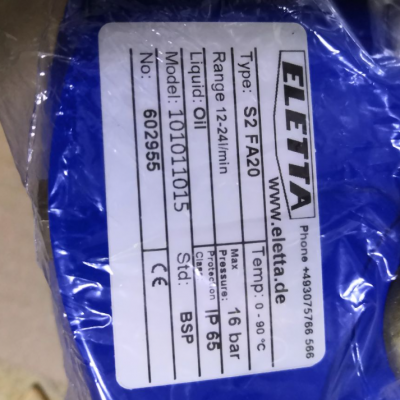 ELETTA
Phone +493075766 566
www.eletta.de
Type: S2 FA20
Temp: 0 - 90 °C
Range 12-24l/min
Max Pressure: 16 bar
Liquid: Oil
Protection Class IP 65
Model: 101011015
Std: BSP
No: 602955
CE